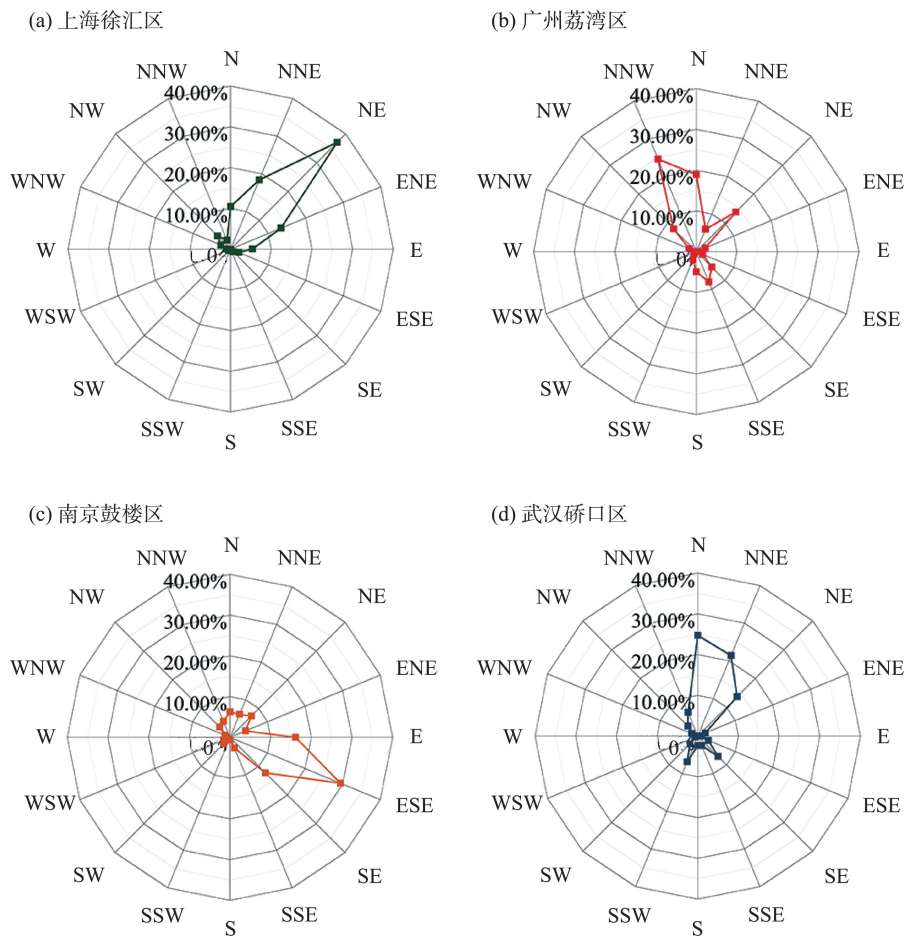 (a) 上海徐汇区
N
NNW
NNE
NW
NE
40.00%
30.00%
20.00%
10.00%
WNW
ENE
W
E
WSW
ESE
SW
SE
SSW
SSE
S
(b) 广州荔湾区
N
NNW
NNE
NW
NE
40.00%
30.00%
20.00%
10.00%
WNW
ENE
W
E
WSW
ESE
SW
SE
SSW
SSE
S
(c) 南京鼓楼区
N
NNW
NNE
NW
NE
40.00%
30.00%
20.00%
10.00%
WNW
ENE
W
E
WSW
ESE
SW
SE
SSW
SSE
S
(d) 武汉硚口区
N
NNW
NNE
NW
NE
40.00%
30.00%
20.00%
10.00%
WNW
ENE
W
E
WSW
ESE
SW
SE
SSW
SSE
S